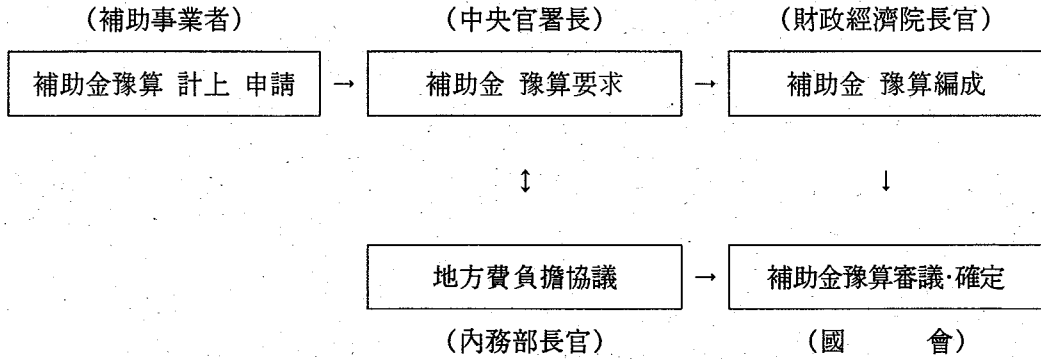 (補助事業者) (中央官署長) (財政經濟院長官)
補助金豫算 計上 申請 → 補助金 豫算要求 → 補助金 豫算編成
↕ ↓
地方費負擔協議 → 補助金豫算審議·確定
(內務部長官) (國 會)